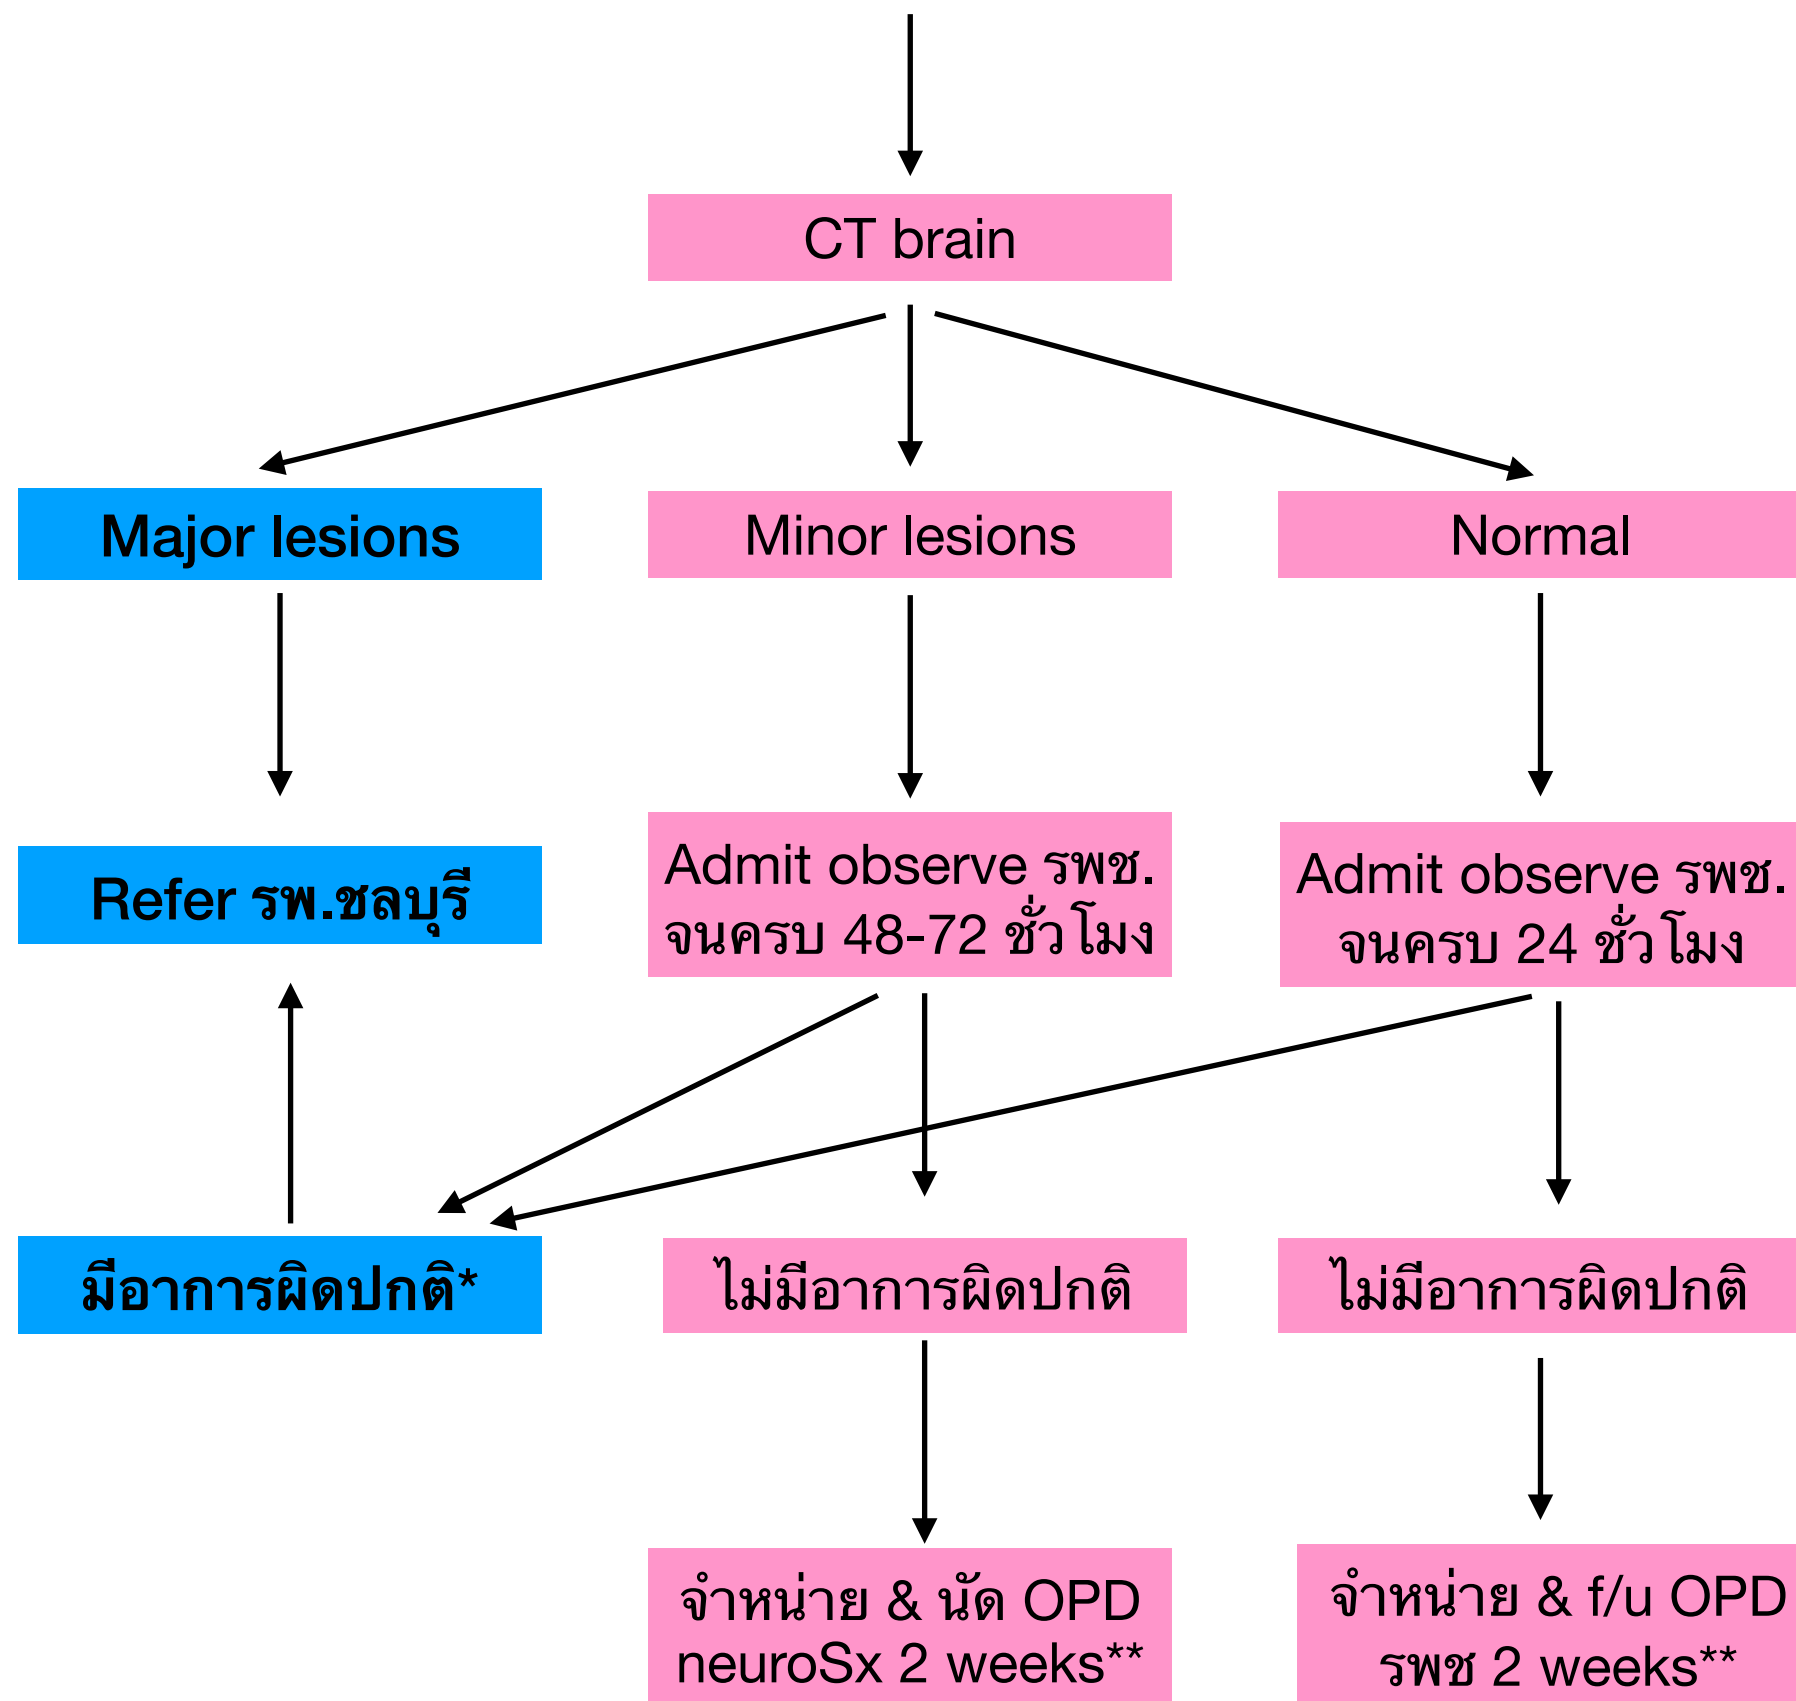 CT brain
Major lesions
Minor lesions
Normal
Refer รพ.ชลบุรี
Admit observe รพช.
จนครบ 48-72 ชั่วโมง
Admit observe รพช.
จนครบ 24 ชั่วโมง
มีอาการผิดปกติ*
ไม่มีอาการผิดปกติ
ไม่มีอาการผิดปกติ
จำหน่าย & นัด OPD
neuroSx 2 weeks**
จำหน่าย & f/u OPD
รพช 2 weeks**